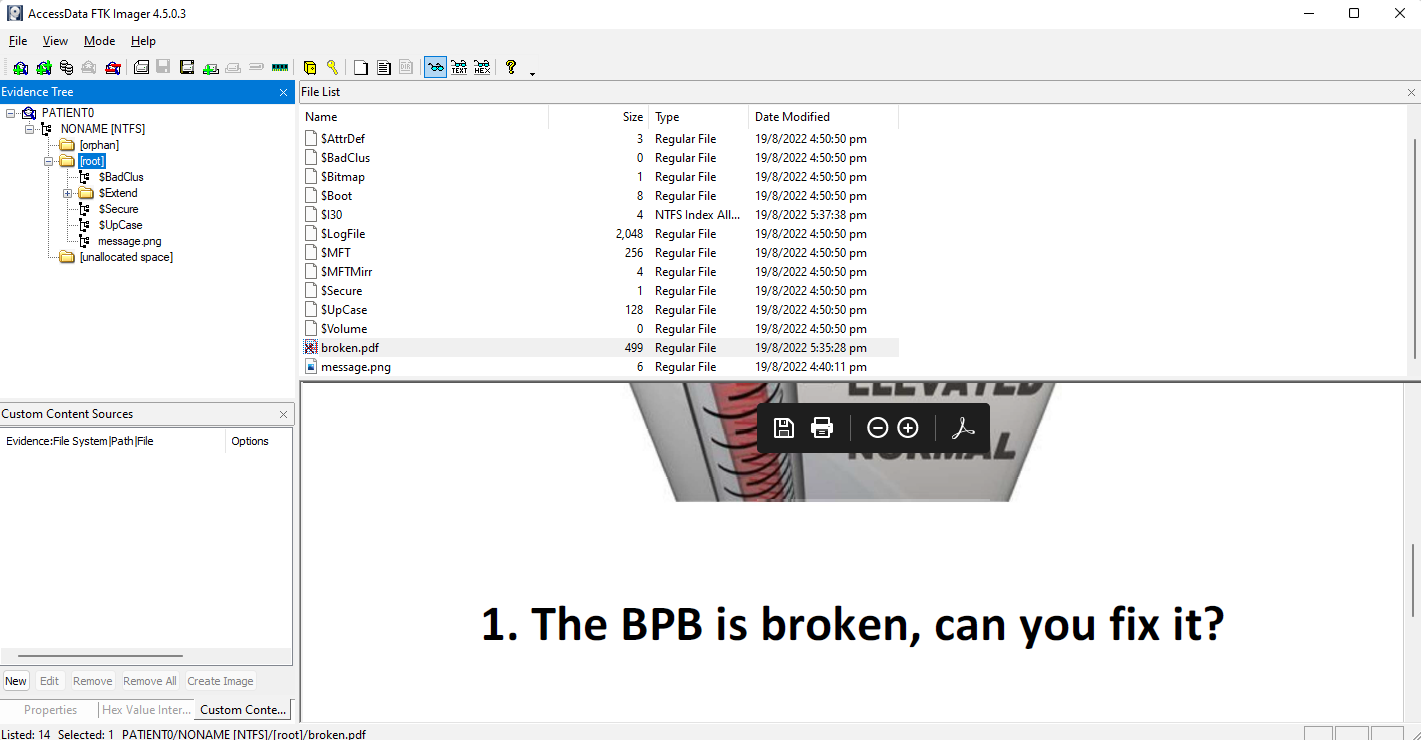 AccessData FTK Imager 4.5.0.3
File View Mode Help
TEXT HEX
Evidence Tree
PATIENT0
NONAME [NTFS]
[orphan]
[root]
$BadClus
$Extend
$Secure
$UpCase
message.png
[unallocated space]
Custom Content Sources
Evidence:File System|Path|File Options
New Edit Remove Remove All Create Image
Properties Hex Value Inter... Custom Conte...
File List
Name Size Type Date Modified
$AttrDef 3 Regular File 19/8/2022 4:50:50 pm
$BadClus 0 Regular File 19/8/2022 4:50:50 pm
$Bitmap 1 Regular File 19/8/2022 4:50:50 pm
$Boot 8 Regular File 19/8/2022 4:50:50 pm
$I30 4 NTFS Index All... 19/8/2022 5:37:38 pm
$LogFile 2,048 Regular File 19/8/2022 4:50:50 pm
$MFT 256 Regular File 19/8/2022 4:50:50 pm
$MFTMirr 4 Regular File 19/8/2022 4:50:50 pm
$Secure 1 Regular File 19/8/2022 4:50:50 pm
$UpCase 128 Regular File 19/8/2022 4:50:50 pm
$Volume 0 Regular File 19/8/2022 4:50:50 pm
broken.pdf 499 Regular File 19/8/2022 5:35:28 pm
message.png 6 Regular File 19/8/2022 4:40:11 pm
ELEVATED
NORMAL
1. The BPB is broken, can you fix it?
Listed: 14 Selected: 1 PATIENT0/NONAME [NTFS]/[root]/broken.pdf